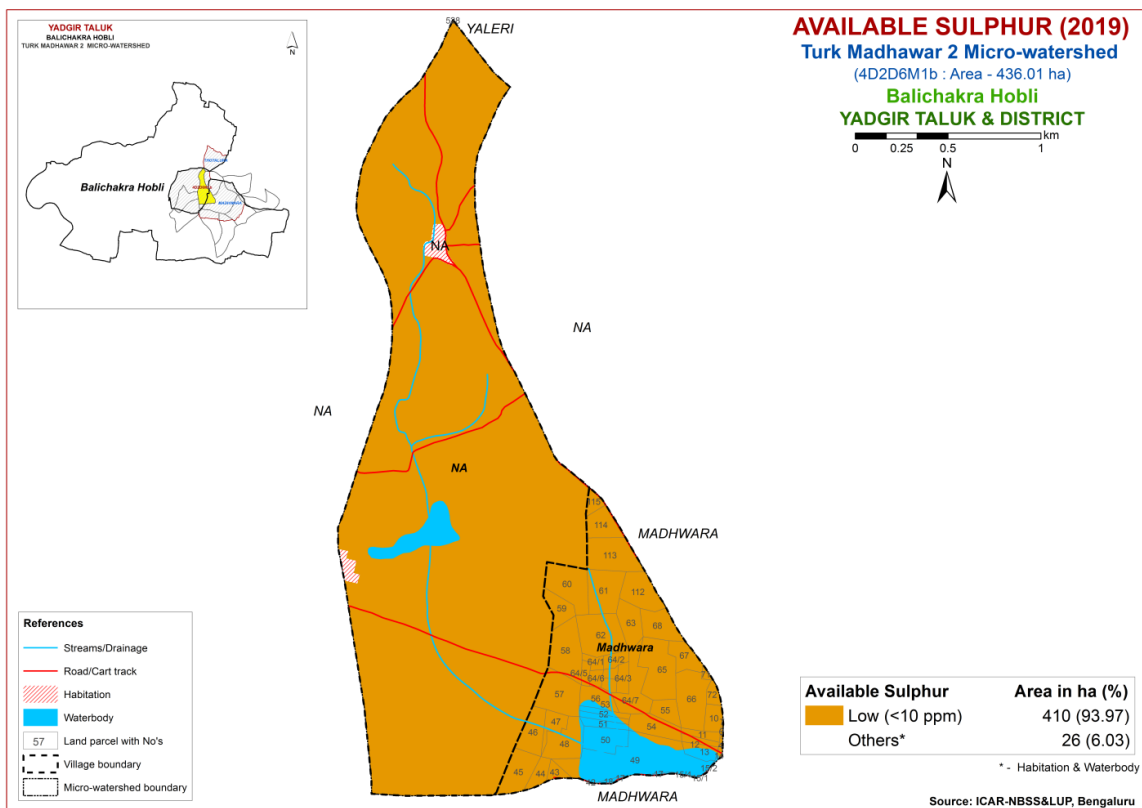 YADGIR TALUK
BALICHAKRA HOBLI
TURK MADHAWAR 2 MICRO-WATERSHED
N
Balichakra Hobli
AVAILABLE SULPHUR (2019)
Turk Madhawar 2 Micro-watershed
(4D2D6M1b : Area - 436.01 ha)
Balichakra Hobli
YADGIR TALUK & DISTRICT
km
0 0.25 0.5 1
N
YALERI
NA
NA
NA
NA
MADHWARA
115
114
113
60
61
112
59
63
68
62
Madhwara
58
64/1
64/2
67
64/5
64/6
64/3
65
57
56
53
64/7
66
72
52
55
10
47
51
54
11
46
48
50
12
13
49
45
44
43
15/2
MADHWARA
References
Streams/Drainage
Road/Cart track
Habitation
Waterbody
57 Land parcel with No's
Village boundary
Micro-watershed boundary
Available Sulphur Area in ha (%)
Low (<10 ppm) 410 (93.97)
Others* 26 (6.03)
* - Habitation & Waterbody
Source: ICAR-NBSS&LUP, Bengaluru